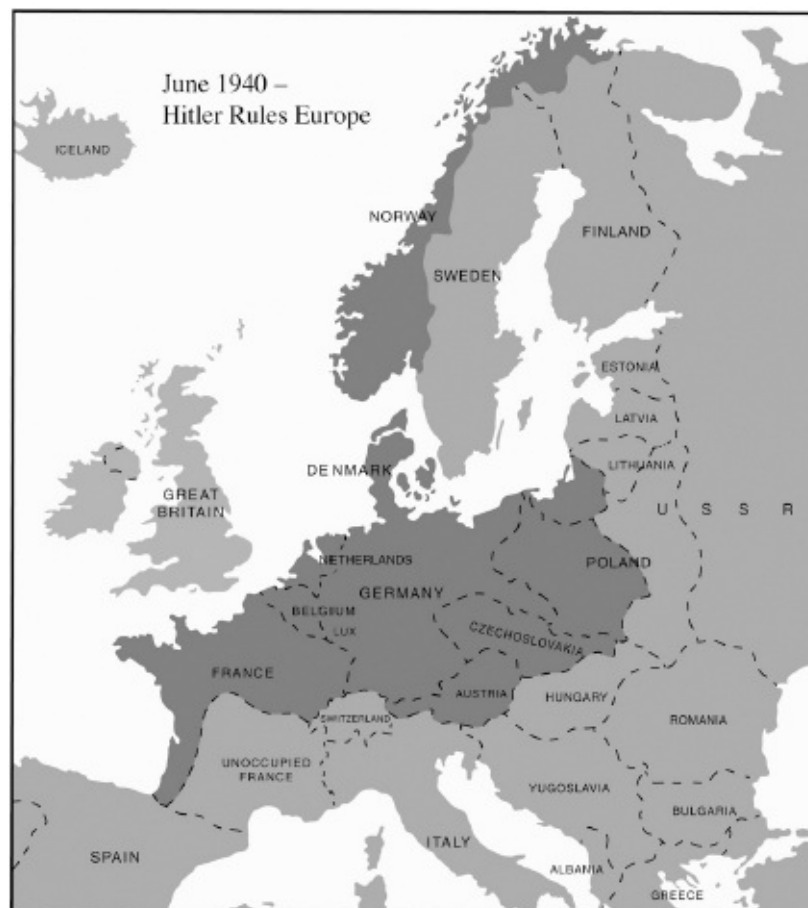 June 1940 –
Hitler Rules Europe
ICELAND
NORWAY
FINLAND
SWEDEN
ESTONIA
LATVIA
LITHUANIA
DENMARK
GREAT
BRITAIN
U S S R
NETHERLANDS
POLAND
GERMANY
BELGIIUM
LUX
CZECHOSLOVAKIA
FRANCE
AUSTRIA
HUNGARY
SWITZERLAND
ROMANIA
UNOCCUPIED
FRANCE
YUGOSLAVIA
BULGARIA
ITALY
SPAIN
ALBANIA
GREECE